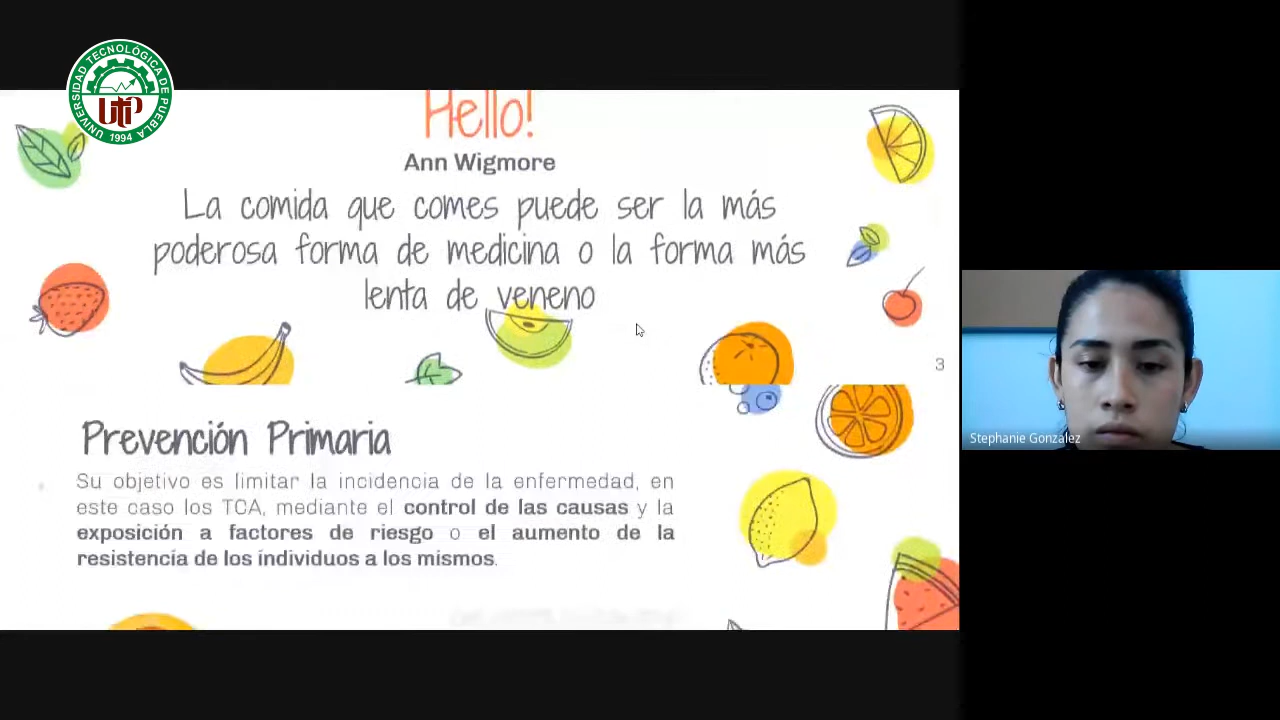 UNIVERSIDAD TECNOLÓGICA DE PUEBLA
UTP
1994
Hello!
Ann Wigmore
La comida que comes puede ser la más
poderosa forma de medicina o la forma más
lenta de veneno
3
Prevención Primaria
Su objetivo es limitar la incidencia de la enfermedad, en
este caso los TCA, mediante el control de las causas y la
exposición a factores de riesgo o el aumento de la
resistencia de los individuos a los mismos.
Stephanie Gonzalez